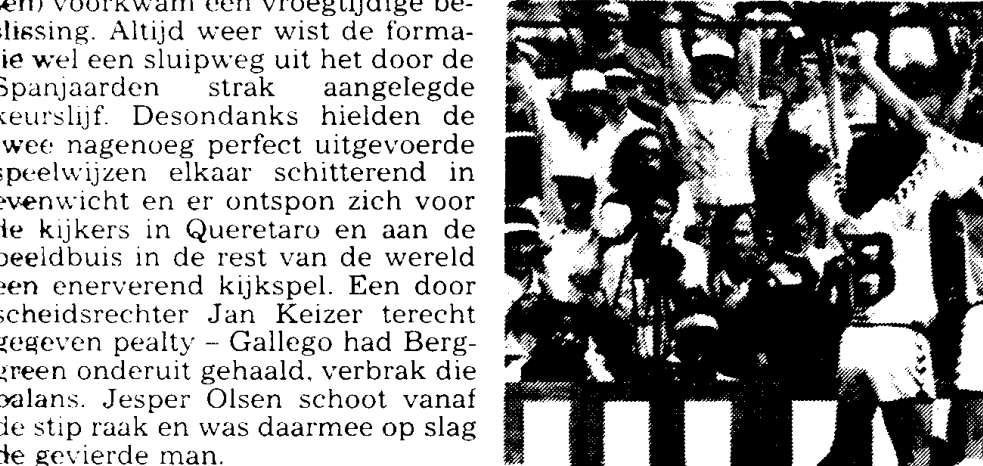 sen) voorkwam een vroegtijdige be-
slissing. Altijd weer wist de forma-
tie wel een sluipweg uit het door de
Spanjaarden strak aangelegde
keurslijf. Desondanks hielden de
twee nagenoeg perfect uitgevoerde
speelwijzen elkaar schitterend in
evenwicht en er ontspon zich voor
de kijkers in Queretaro en aan de
beeldbuis in de rest van de wereld
een enerverend kijkspel. Een door
scheidsrechter Jan Keizer terecht
gegeven pealty – Gallego had Berg-
green onderuit gehaald, verbrak die
balans. Jesper Olsen schoot vanaf
de stip raak en was daarmee op slag
de gevierde man.